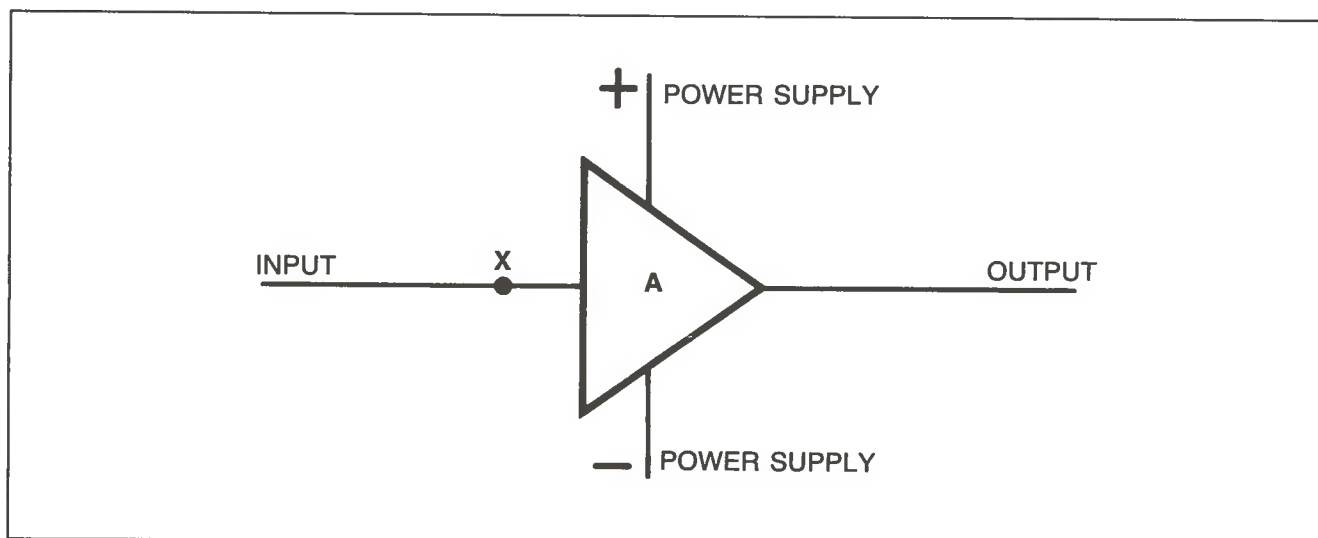 + POWER SUPPLY
INPUT
X
A
OUTPUT
− POWER SUPPLY